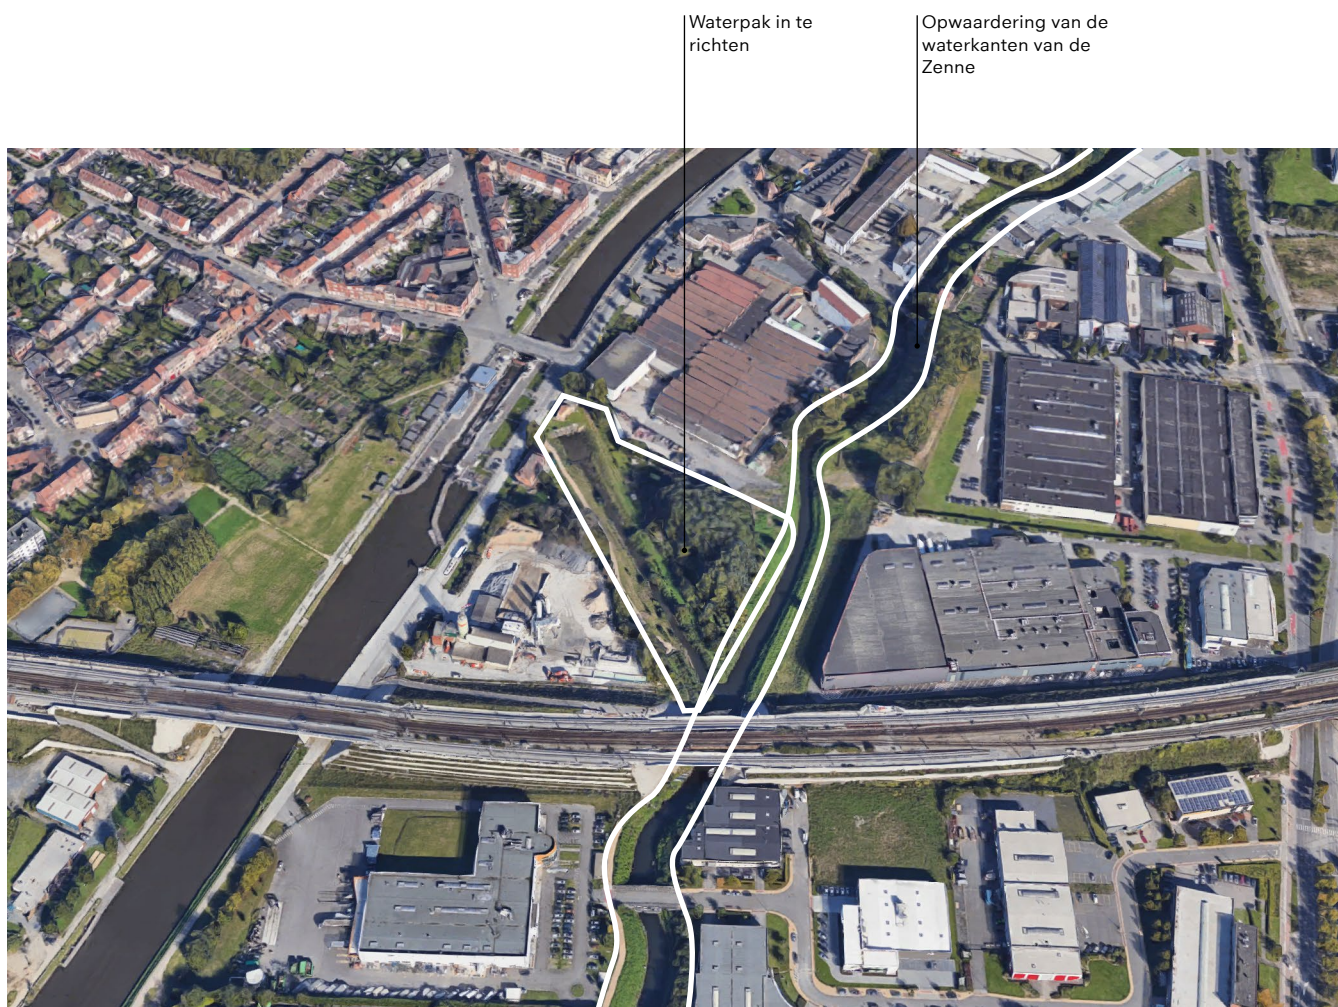 Waterpak in te
richten
Opwaardering van de
waterkanten van de
Zenne